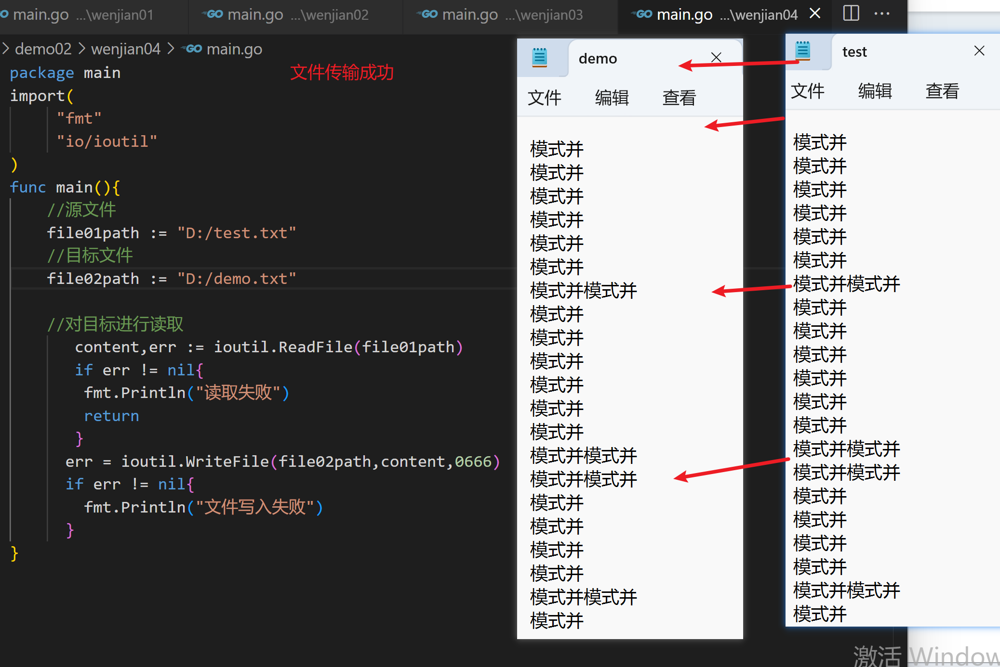 main.go ...\wenjian01
main.go ...\wenjian02
main.go ...\wenjian03
main.go ...\wenjian04
demo02 > wenjian04 > main.go
package main
文件传输成功
import(
"fmt"
"io/ioutil"
)
func main(){
//源文件
file01path := "D:/test.txt"
//目标文件
file02path := "D:/demo.txt"
//对目标进行读取
content,err := ioutil.ReadFile(file01path)
if err != nil{
fmt.Println("读取失败")
return
}
err = ioutil.WriteFile(file02path,content,0666)
if err != nil{
fmt.Println("文件写入失败")
}
}
demo
文件 编辑 查看
模式并
模式并
模式并
模式并
模式并
模式并
模式并模式并
模式并
模式并
模式并
模式并
模式并
模式并
模式并模式并
模式并模式并
模式并
模式并
模式并
模式并
模式并模式并
模式并
test
文件 编辑 查看
模式并
模式并
模式并
模式并
模式并
模式并
模式并模式并
模式并
模式并
模式并
模式并
模式并
模式并
模式并模式并
模式并模式并
模式并
模式并
模式并
模式并
模式并模式并
模式并
激活 Window